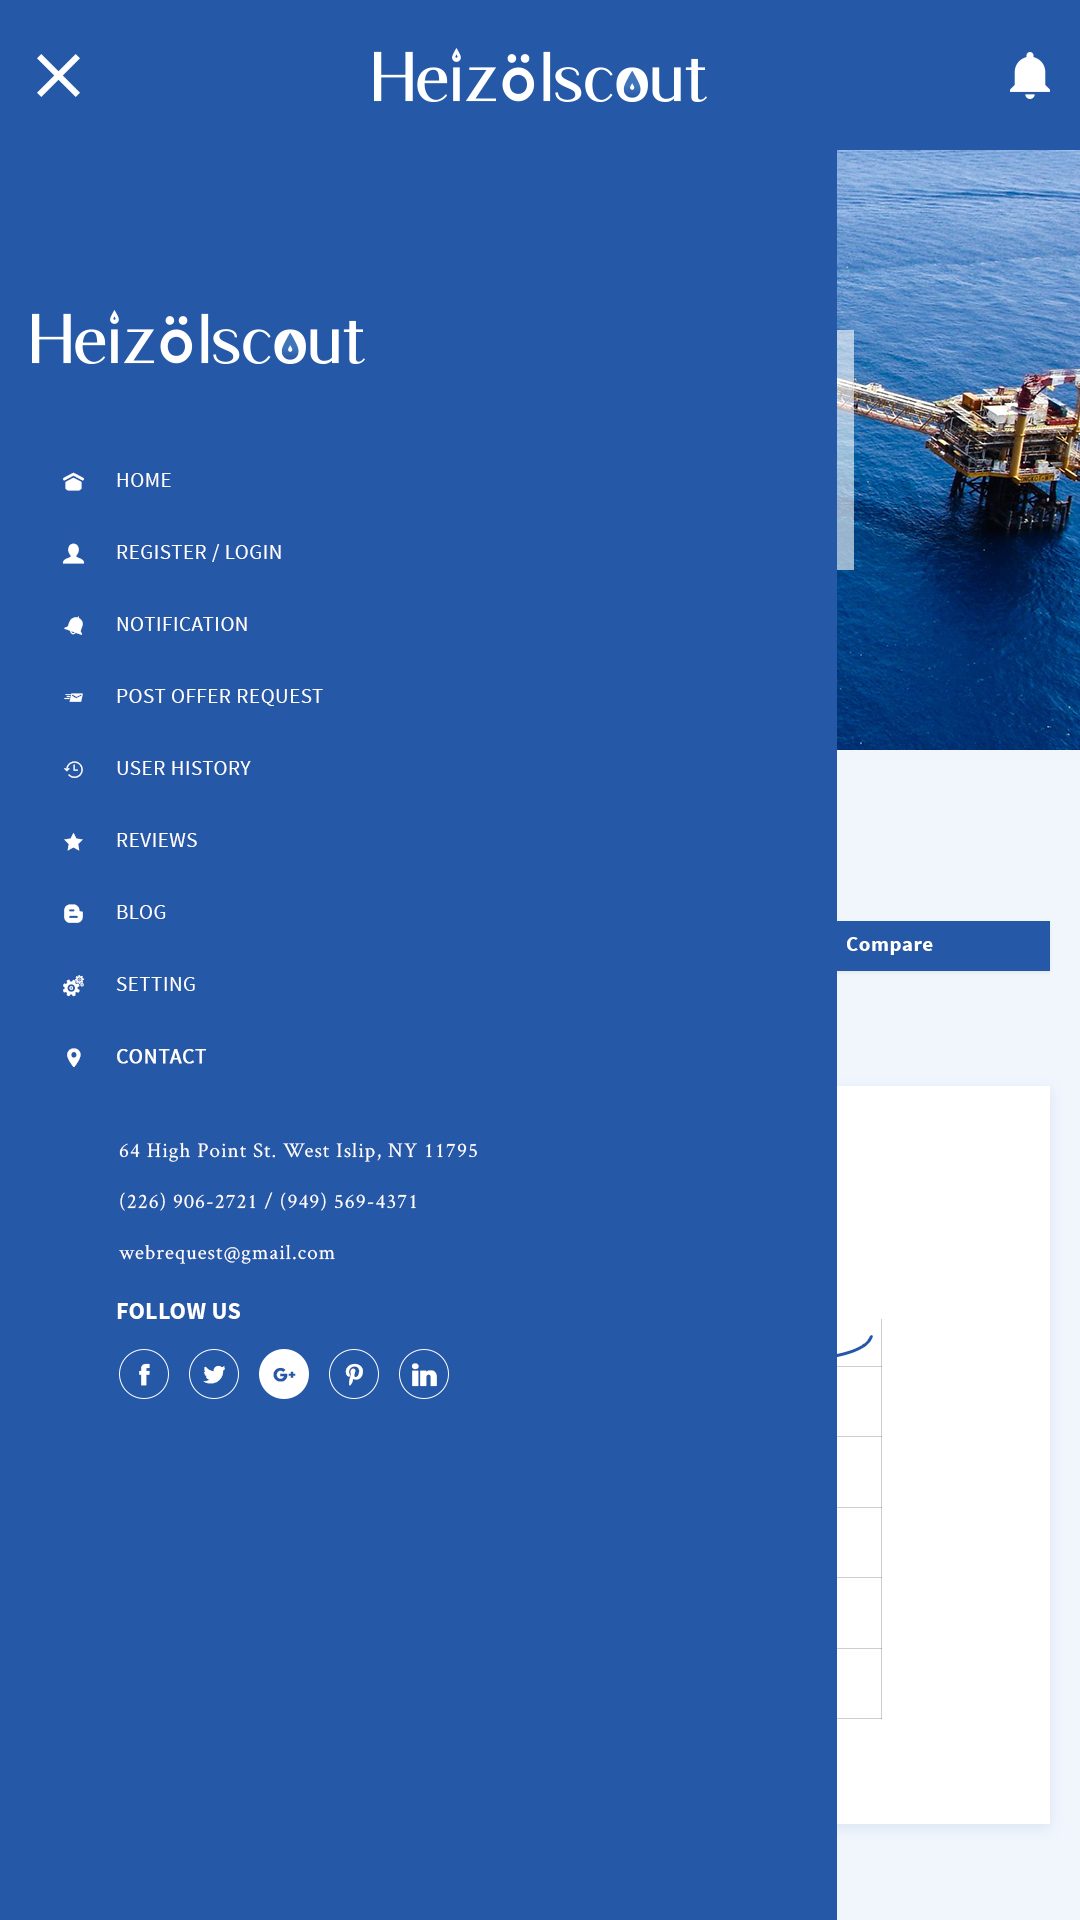 Heizölscout
Heizölscout
HOME
REGISTER / LOGIN
NOTIFICATION
POST OFFER REQUEST
USER HISTORY
REVIEWS
BLOG
Compare
SETTING
CONTACT
64 High Point St. West Islip, NY 11795
(226) 906-2721 / (949) 569-4371
webrequest@gmail.com
FOLLOW US